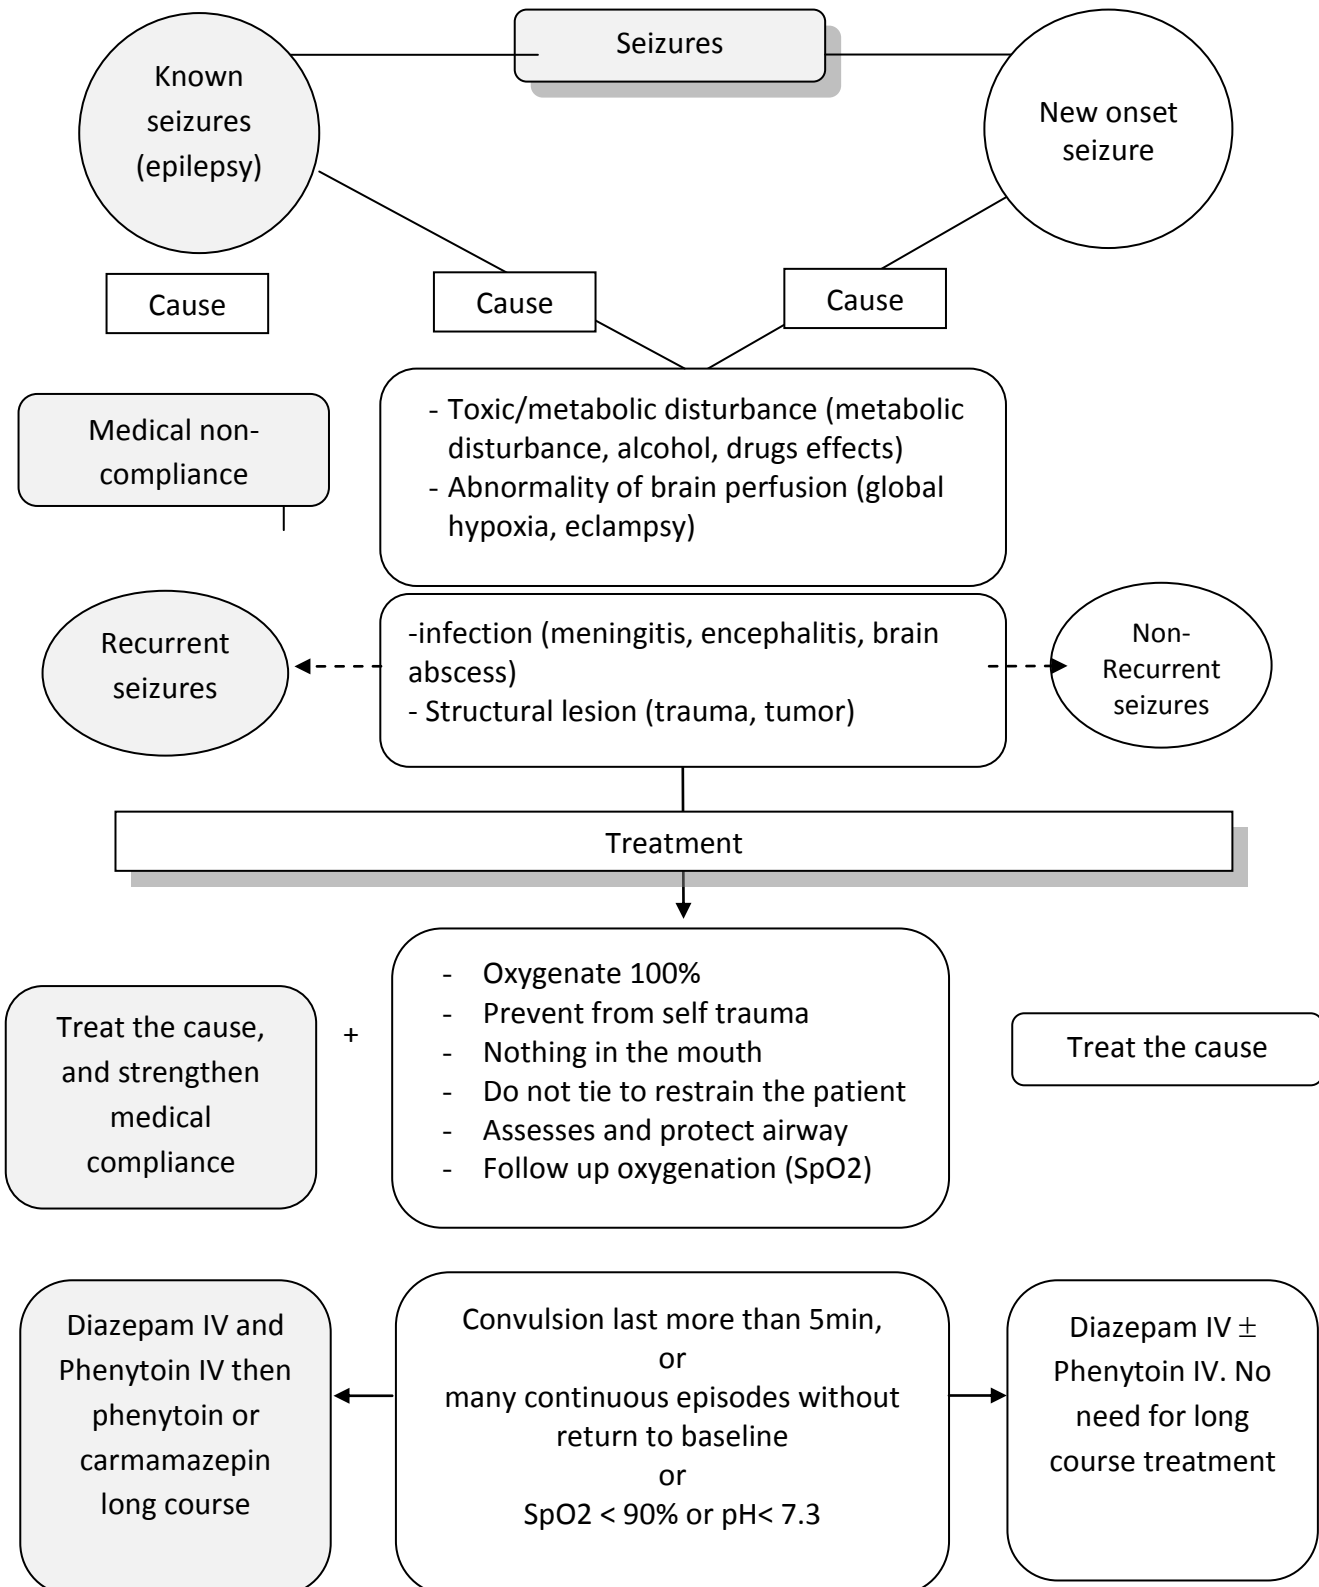 Seizures
Known
seizures
(epilepsy)
New onset
seizure
Cause
Cause
Cause
Medical non-
compliance
- Toxic/metabolic disturbance (metabolic
disturbance, alcohol, drugs effects)
- Abnormality of brain perfusion (global
hypoxia, eclampsy)
Recurrent
seizures
-infection (meningitis, encephalitis, brain
abscess)
- Structural lesion (trauma, tumor)
Non-
Recurrent
seizures
Treatment
Treat the cause,
and strengthen
medical
compliance
+
- Oxygenate 100%
- Prevent from self trauma
- Nothing in the mouth
- Do not tie to restrain the patient
- Assesses and protect airway
- Follow up oxygenation (SpO2)
Treat the cause
Diazepam IV and
Phenytoin IV then
phenytoin or
carmamazepin
long course
Convulsion last more than 5min,
or
many continuous episodes without
return to baseline
or
SpO2 < 90% or pH< 7.3
Diazepam IV ±
Phenytoin IV. No
need for long
course treatment